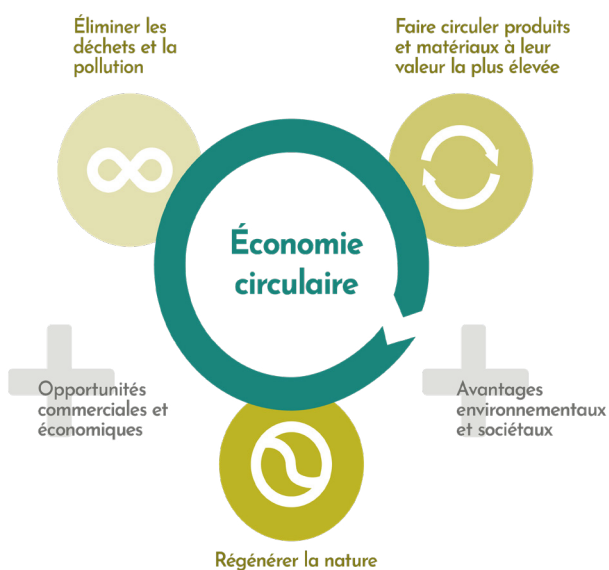 Éliminer les
déchets et la
pollution
Faire circuler produits
et matériaux à leur
valeur la plus élevée
Économie
circulaire
Opportunités
commerciales et
économiques
Avantages
environnementaux
et sociétaux
Régénérer la nature